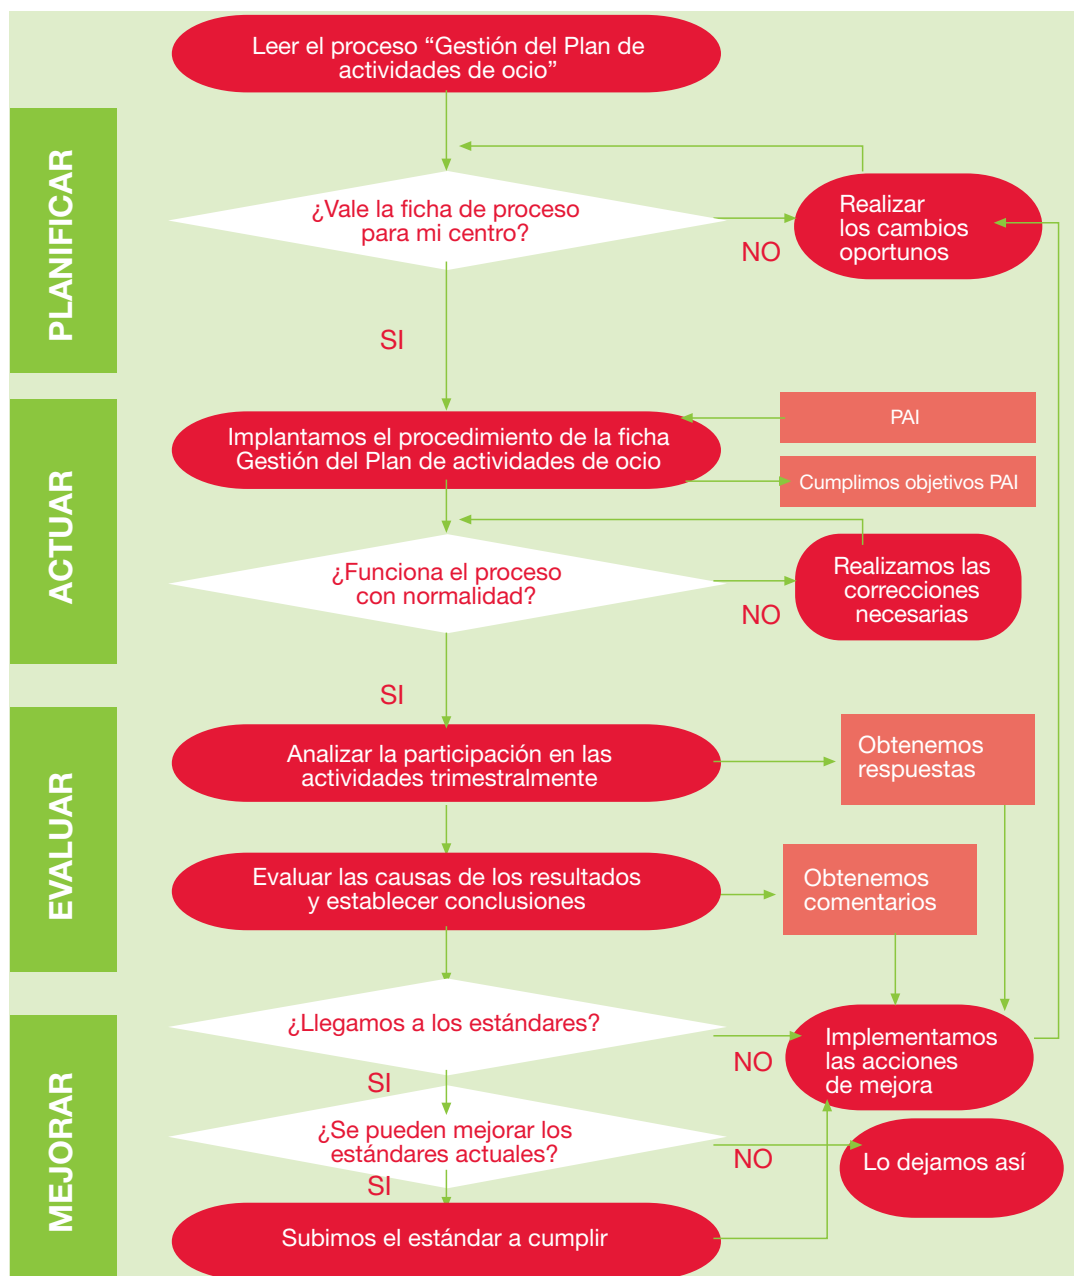 Leer el proceso “Gestión del Plan de
actividades de ocio”
PLANIFICAR
¿Vale la ficha de proceso
para mi centro?
NO
Realizar
los cambios
oportunos
SI
ACTUAR
Implantamos el procedimiento de la ficha
Gestión del Plan de actividades de ocio
PAI
Cumplimos objetivos PAI
¿Funciona el proceso
con normalidad?
NO
Realizamos las
correcciones
necesarias
SI
EVALUAR
Analizar la participación en las
actividades trimestralmente
Obtenemos
respuestas
Evaluar las causas de los resultados
y establecer conclusiones
Obtenemos
comentarios
MEJORAR
¿Llegamos a los estándares?
NO
Implementamos
las acciones
de mejora
SI
¿Se pueden mejorar los
estándares actuales?
NO
Lo dejamos así
SI
Subimos el estándar a cumplir